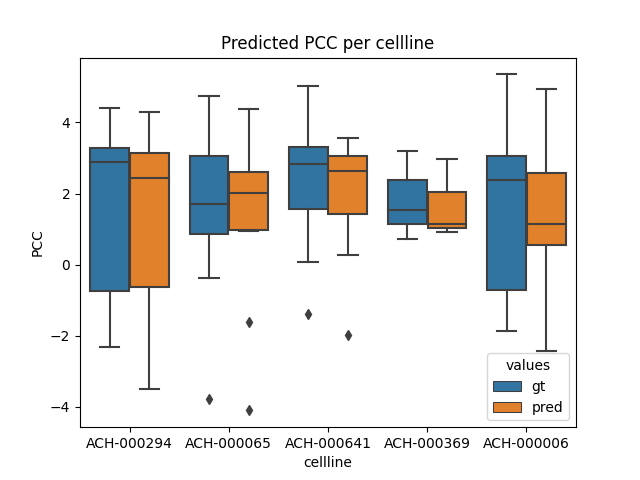 Predicted PCC per cellline
PCC
4
2
0
−2
−4
ACH-000294 ACH-000065 ACH-000641 ACH-000369 ACH-000006
cellline
values
gt
pred